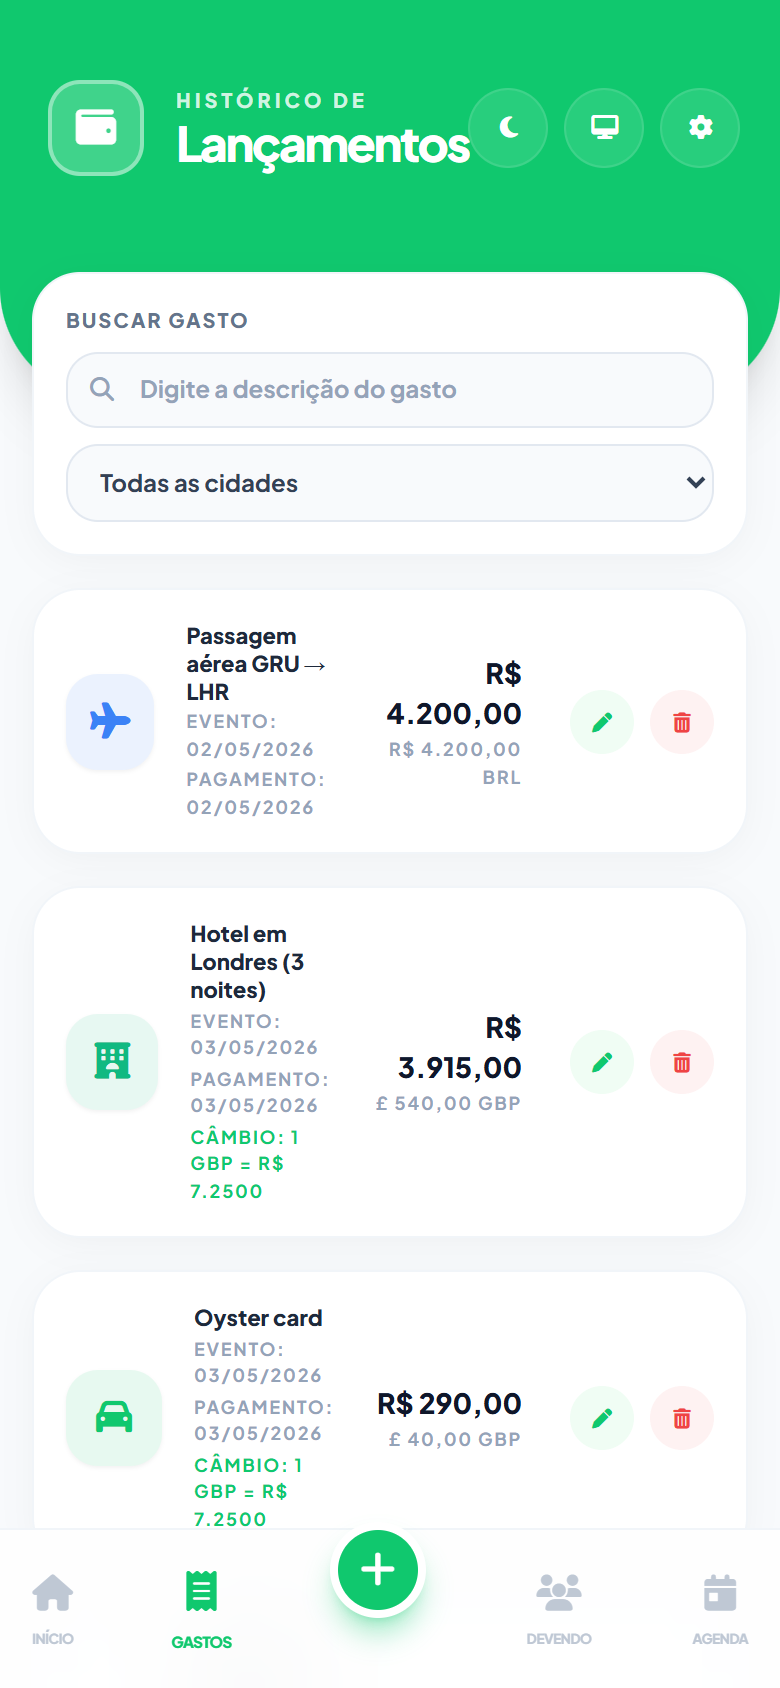 HISTÓRICO DE
Lançamentos
BUSCAR GASTO
Digite a descrição do gasto
Todas as cidades
Passagem
aérea GRU →
LHR
EVENTO:
02/05/2026
PAGAMENTO:
02/05/2026
R$
4.200,00
R$ 4.200,00
BRL
Hotel em
Londres (3
noites)
EVENTO:
03/05/2026
PAGAMENTO:
03/05/2026
CÂMBIO: 1
GBP = R$
7.2500
R$
3.915,00
£ 540,00 GBP
Oyster card
EVENTO:
03/05/2026
PAGAMENTO:
03/05/2026
CÂMBIO: 1
GBP = R$
7.2500
R$ 290,00
£ 40,00 GBP
INÍCIO
GASTOS
DEVENDO
AGENDA